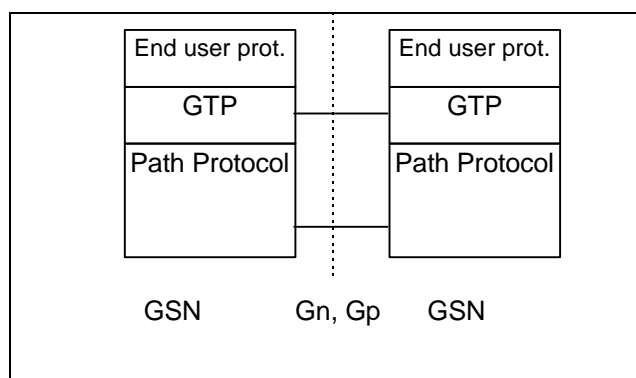 End user prot. End user prot.
GTP GTP
Path Protocol Path Protocol
GSN Gn, Gp GSN